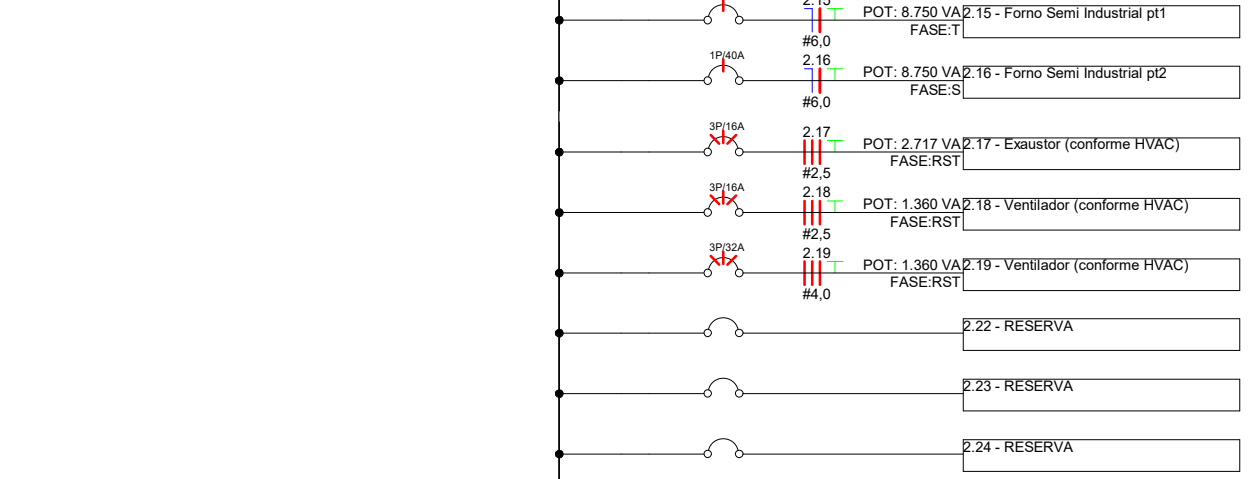 2.15
POT: 8.750 VA 2.15 - Forno Semi Industrial pt1
FASE:T
#6,0
1P/40A
2.16
POT: 8.750 VA 2.16 - Forno Semi Industrial pt2
FASE:S
#6,0
3P/16A
2.17
POT: 2.717 VA 2.17 - Exaustor (conforme HVAC)
FASE:RST
#2,5
3P/16A
2.18
POT: 1.360 VA 2.18 - Ventilador (conforme HVAC)
FASE:RST
#2,5
3P/32A
2.19
POT: 1.360 VA 2.19 - Ventilador (conforme HVAC)
FASE:RST
#4,0
2.22 - RESERVA
2.23 - RESERVA
2.24 - RESERVA